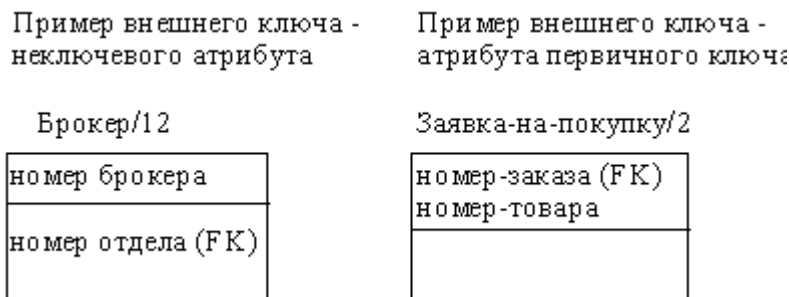 Пример внешнего ключа -
неключевого атрибута
Пример внешнего ключа -
атрибута первичного ключа
Брокер/12
номер брокера
номер отдела (FK)
Заявка-на-покупку/2
номер-заказа (FK)
номер-товара